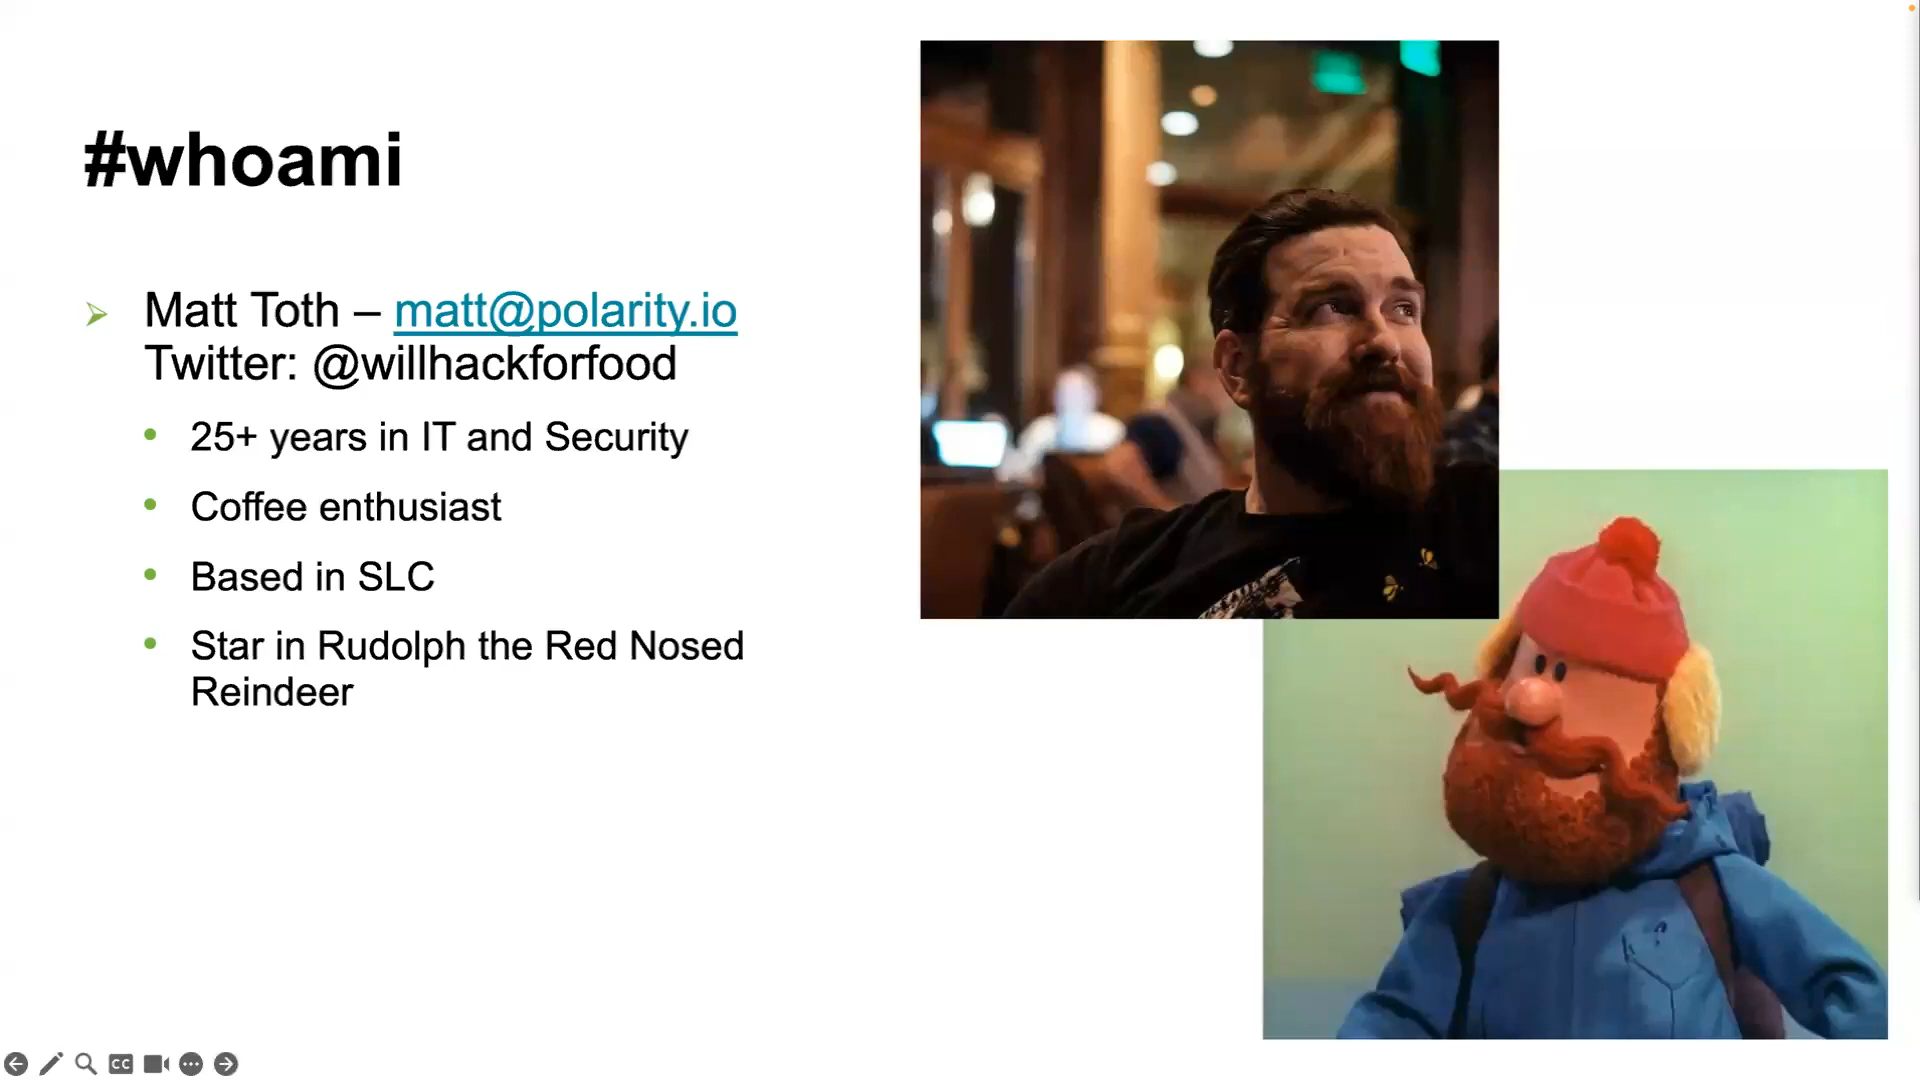 #whoami
Matt Toth – matt@polarity.io
Twitter: @willhackforfood
25+ years in IT and Security
Coffee enthusiast
Based in SLC
Star in Rudolph the Red Nosed
Reindeer
CC